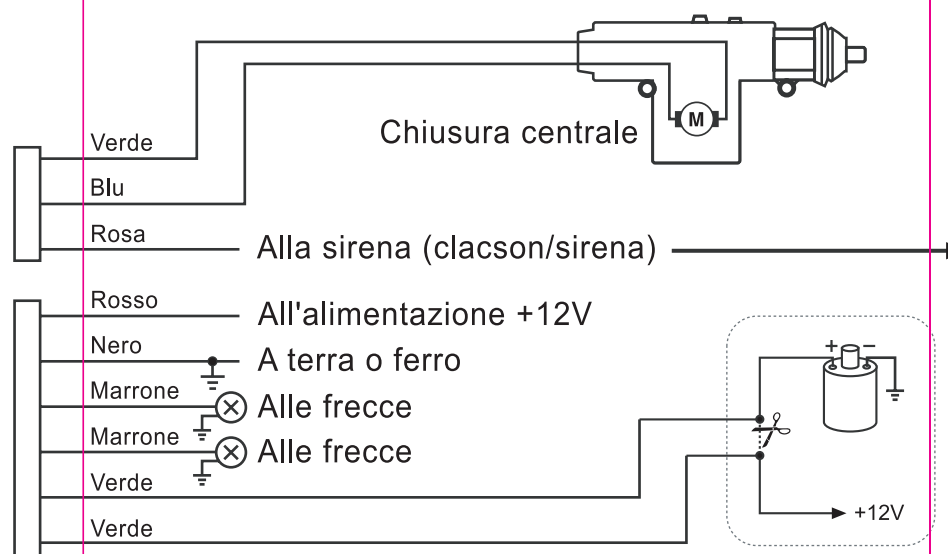 Verde
M
Chiusura centrale
Blu
Rosa
Alla sirena (clacson/sirena)
Rosso
All'alimentazione +12V
Nero
A terra o ferro
+ −
Marrone
Alle frecce
Marrone
Alle frecce
Verde
+12V
Verde